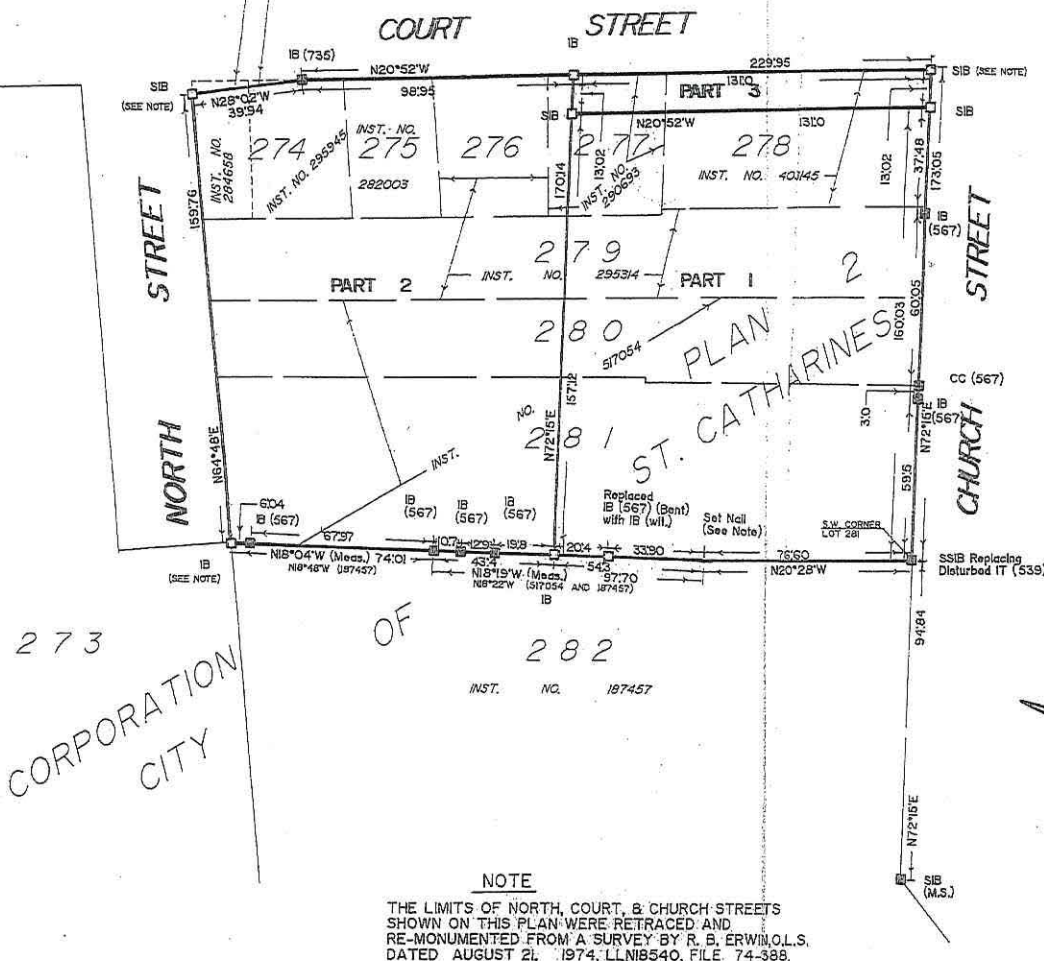 COURT STREET
IB
IB (735)
229.95
SIB (SEE NOTE)
N20°52'W
131.0
SIB
(SEE NOTE)
N28°02'W
39.94
98.95
PART 3
SIB
SIB
N20°52'W
131.0
274
275
276
277
278
INST. NO.
284658
INST. NO. 295945
INST. NO.
282003
170.14
13.02
INST. NO.
290693
INST. NO. 403145
13.02
37.48
173.05
159.76
IB
(567)
NORTH STREET
CHURCH STREET
279
INST. NO. 295314
PART 2
PART 1
2
60.05
160.03
280
517054
PLAN
ST. CATHARINES
CC (567)
IB
(567)
3.0
157.12
N72°15'E
N72°15'E
NO.
281
INST.
N64°48'E
59.5
6.04
IB (567)
67.97
IB
(567)
IB
(567)
IB
(567)
Replaced
IB (567) (Bent)
with IB (wit.)
Set Nail
(See Note)
S.W. CORNER
LOT 281
10.7
12.9
19.8
20.4
33.90
76.60
IB
(SEE NOTE)
N18°04'W (Meas.) 74.01
N18°48'W (187457)
43.4
54.3
N18°19'W (Meas.) 97.70
N18°22'W (517054 AND 187457)
IB
N20°28'W
SSIB Replacing
Disturbed IT (539)
94.84
273
282
INST. NO. 187457
CORPORATION OF
CITY
N72°15'E
SIB
(M.S.)
NOTE
THE LIMITS OF NORTH, COURT, & CHURCH STREETS
SHOWN ON THIS PLAN WERE RETRACED AND
RE-MONUMENTED FROM A SURVEY BY R. B. ERWIN, O.L.S.
DATED AUGUST 21, 1974, LLN18540, FILE 74-388.